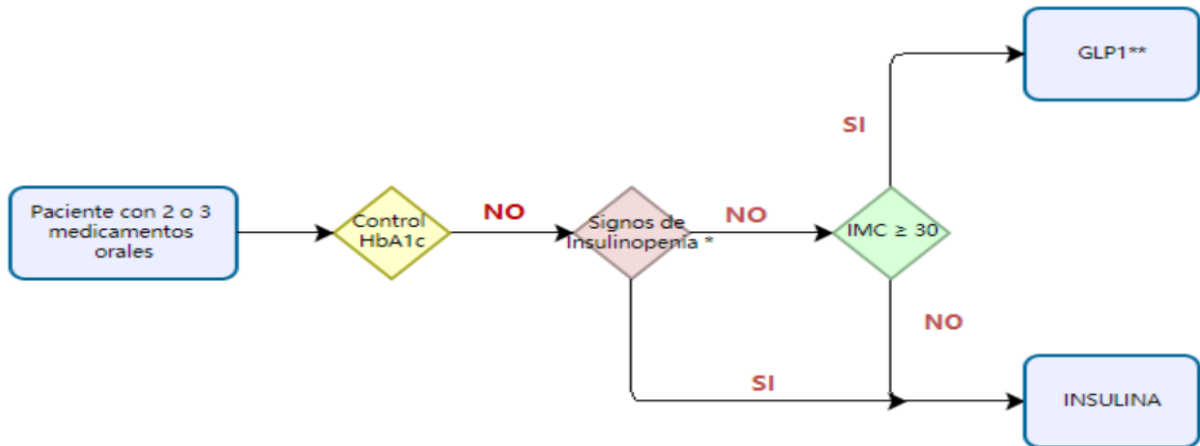 GLP1**
SI
Paciente con 2 o 3
medicamentos
orales
Control
HbA1c
NO
Signos de
Insulinopenía *
NO
IMC ≥ 30
NO
SI
INSULINA